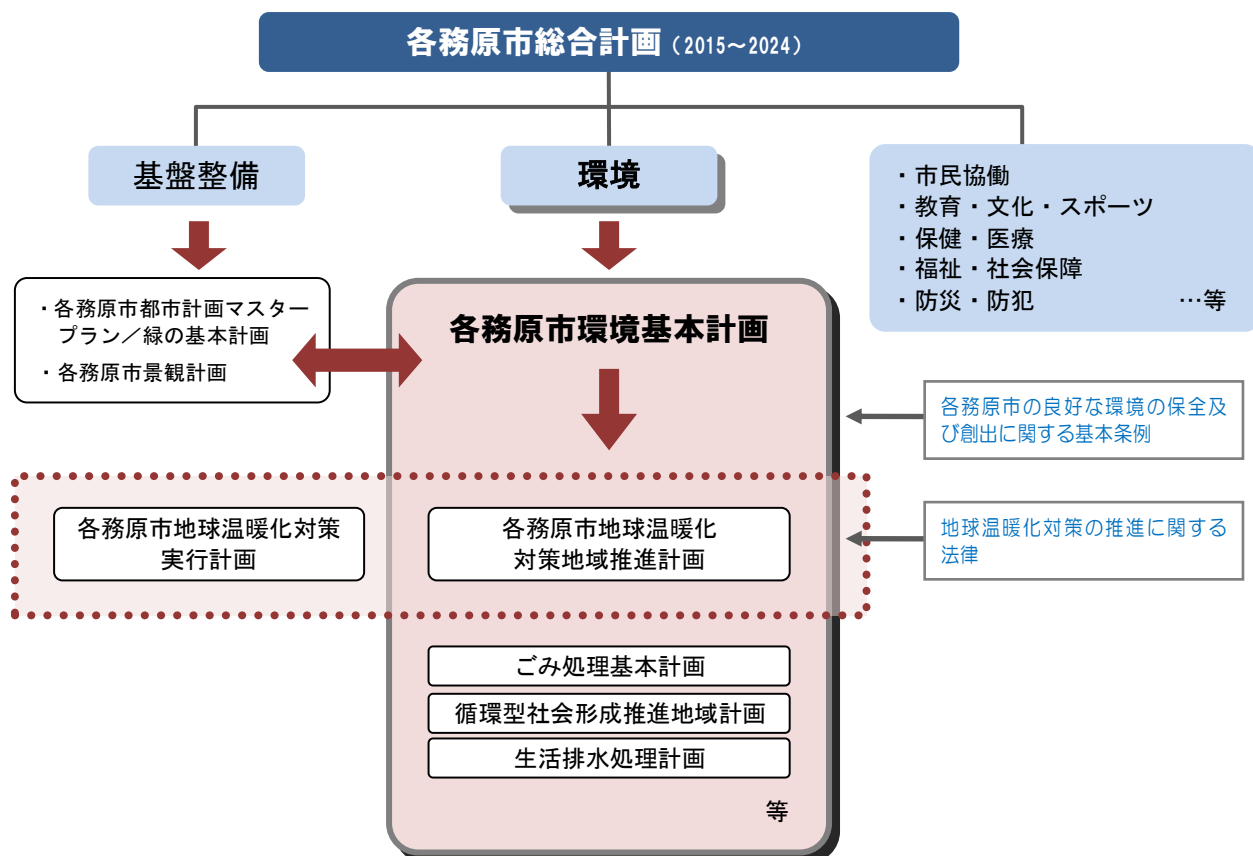 各務原市総合計画（2015～2024）
基盤整備
環境
・市民協働
・教育・文化・スポーツ
・保健・医療
・福祉・社会保障
・防災・防犯　　　　…等
・各務原市都市計画マスター
プラン／緑の基本計画
・各務原市景観計画
各務原市環境基本計画
各務原市の良好な環境の保全及
び創出に関する基本条例
各務原市地球温暖化対策
実行計画
各務原市地球温暖化
対策地域推進計画
地球温暖化対策の推進に関する
法律
ごみ処理基本計画
循環型社会形成推進地域計画
生活排水処理計画
等